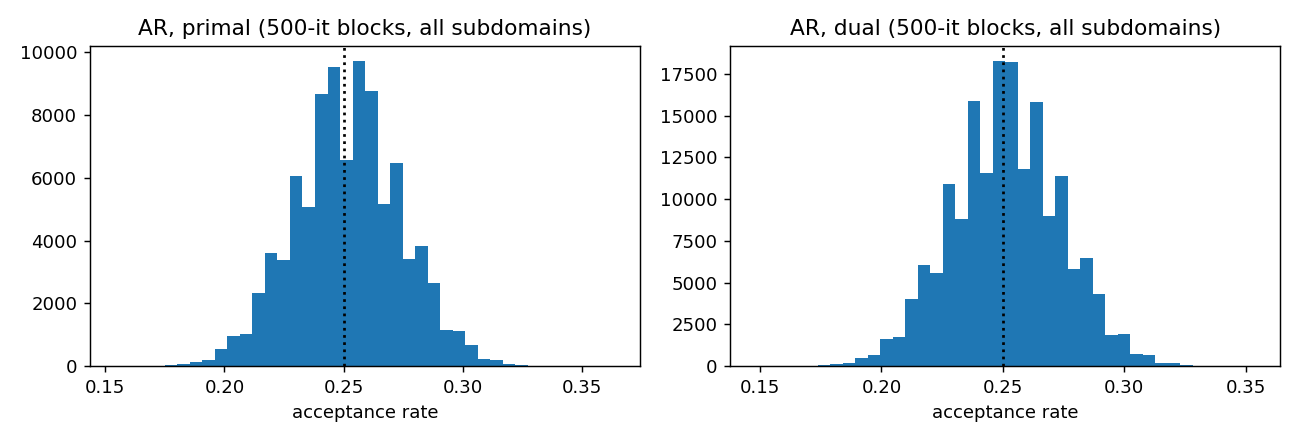 AR, primal (500-it blocks, all subdomains)
10000
8000
6000
4000
2000
0
0.15 0.20 0.25 0.30 0.35
acceptance rate
AR, dual (500-it blocks, all subdomains)
17500
15000
12500
10000
7500
5000
2500
0
0.15 0.20 0.25 0.30 0.35
acceptance rate